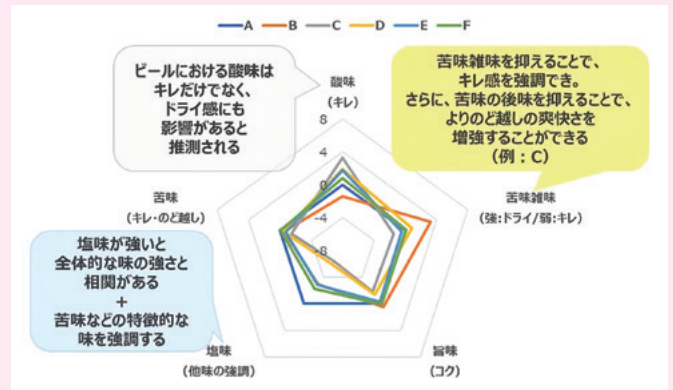 A B C D E F
ビールにおける酸味は
キレだけでなく、
ドライ感にも
影響があると
推測される
苦味雑味を抑えることで、
キレ感を強調でき。
さらに、苦味の後味を抑えることで、
よりのど越しの爽快さを
増強することができる
（例：C）
酸味
（キレ）
8
4
0
-4
-8
苦味
（キレ・のど越し）
苦味雑味
（強:ドライ/弱:キレ）
塩味が強いと
全体的な味の強さと
相関がある
+
苦味などの特徴的な
味を強調する
塩味
（他味の強調）
旨味
（コク）